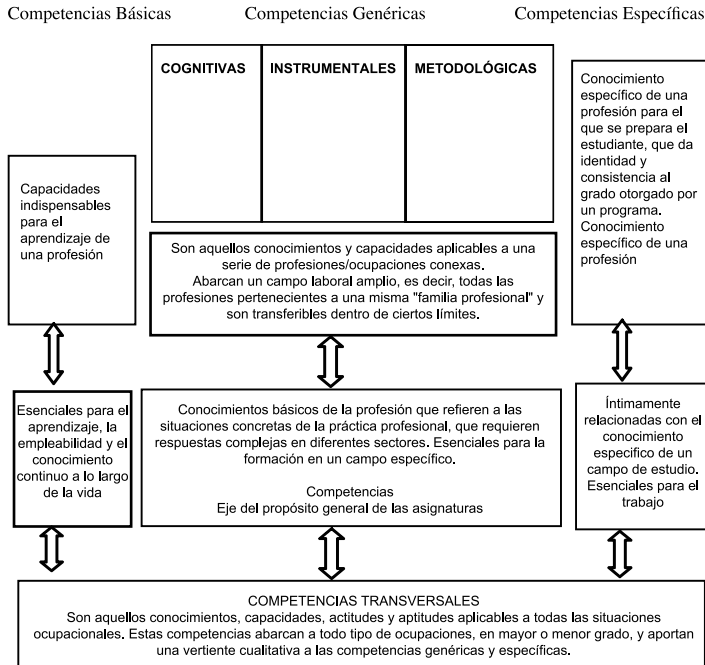 Competencias Básicas
Competencias Genéricas
Competencias Específicas
COGNITIVAS
INSTRUMENTALES
METODOLÓGICAS
Capacidades
indispensables
para el
aprendizaje de
una profesión
Son aquellos conocimientos y capacidades aplicables a una
serie de profesiones/ocupaciones conexas.
Abarcan un campo laboral amplio, es decir, todas las
profesiones pertenecientes a una misma "familia profesional" y
son transferibles dentro de ciertos límites.
Conocimiento
específico de una
profesión para el
que se prepara el
estudiante, que da
identidad y
consistencia al
grado otorgado por
un programa.
Conocimiento
específico de una
profesión
Esenciales para el
aprendizaje, la
empleabilidad y el
conocimiento
continuo a lo largo
de la vida
Conocimientos básicos de la profesión que refieren a las
situaciones concretas de la práctica profesional, que requieren
respuestas complejas en diferentes sectores. Esenciales para la
formación en un campo específico.
Competencias
Eje del propósito general de las asignaturas
Íntimamente
relacionadas con el
conocimiento
especifico de un
campo de estudio.
Esenciales para el
trabajo
COMPETENCIAS TRANSVERSALES
Son aquellos conocimientos, capacidades, actitudes y aptitudes aplicables a todas las situaciones
ocupacionales. Estas competencias abarcan a todo tipo de ocupaciones, en mayor o menor grado, y aportan
una vertiente cualitativa a las competencias genéricas y específicas.